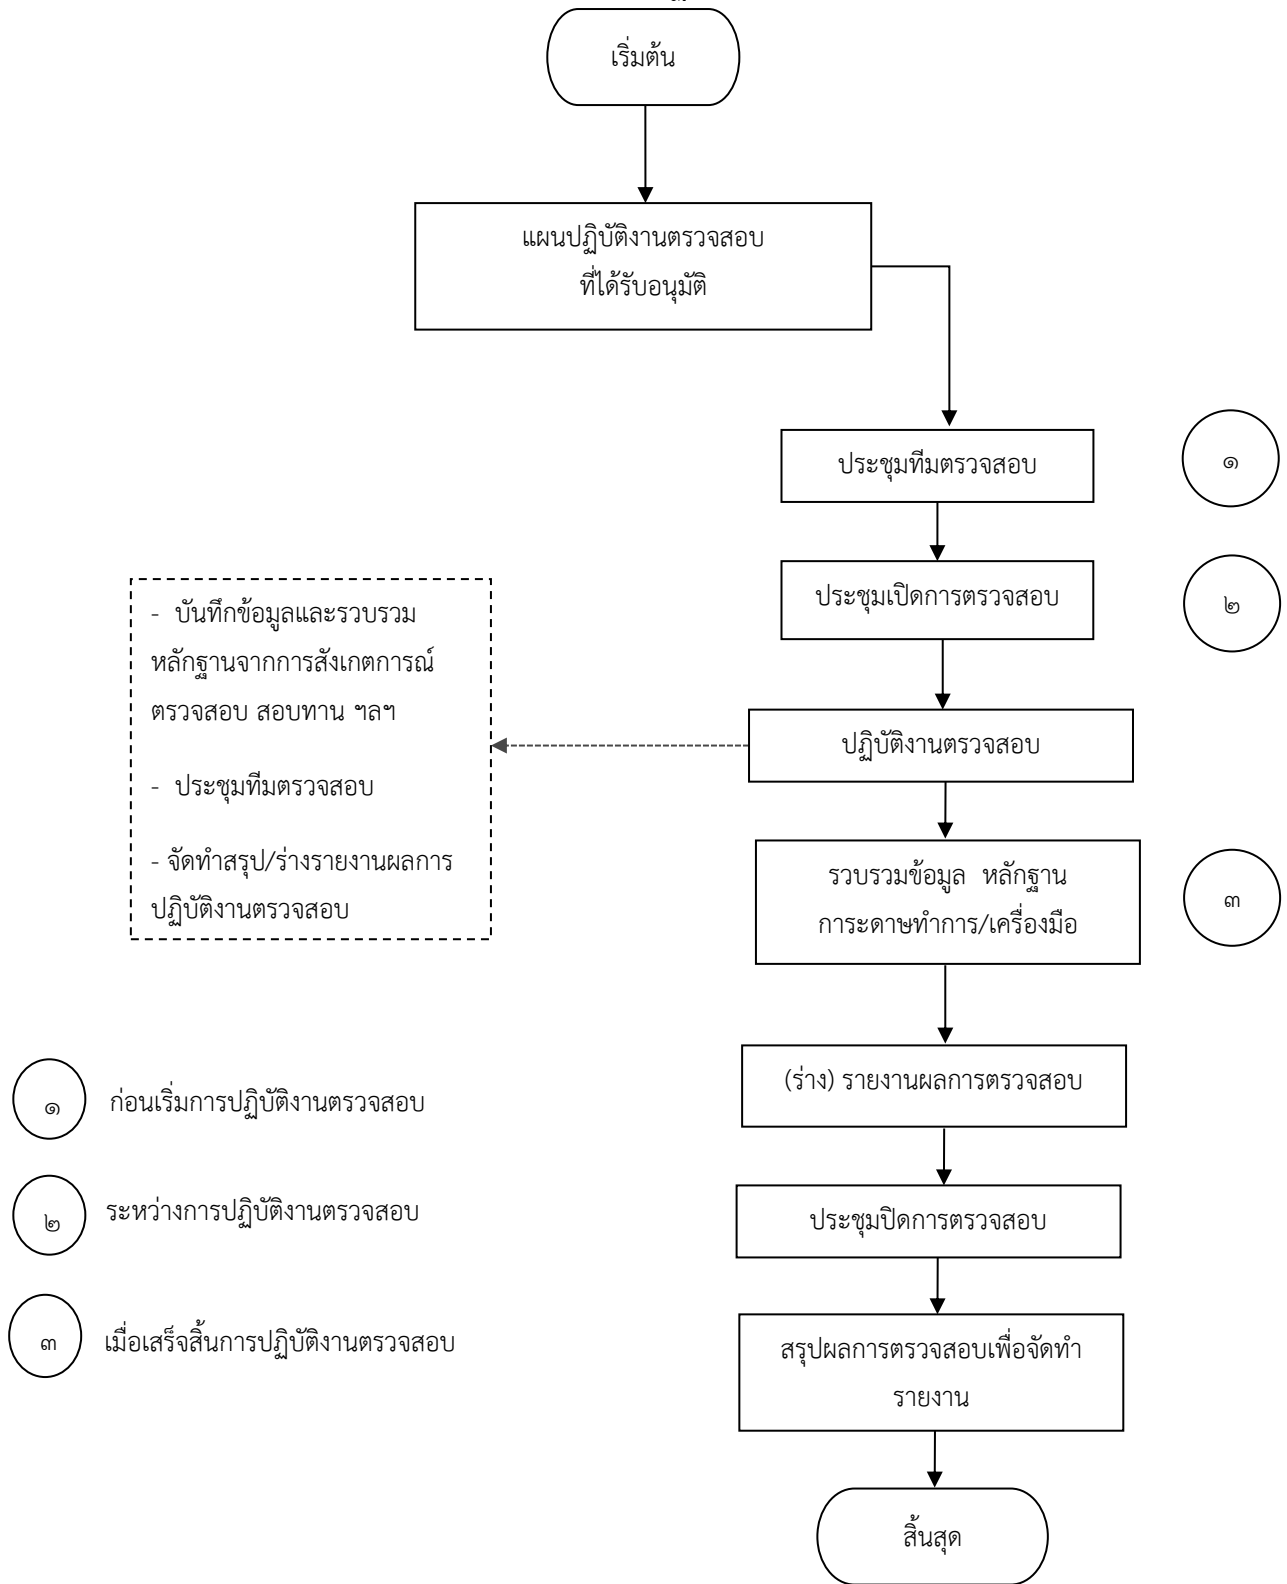 เริ่มต้น
แผนปฏิบัติงานตรวจสอบ
ที่ได้รับอนุมัติ
ประชุมทีมตรวจสอบ
๑
ประชุมเปิดการตรวจสอบ
๒
- บันทึกข้อมูลและรวบรวม
หลักฐานจากการสังเกตการณ์
ตรวจสอบ สอบทาน ฯลฯ
- ประชุมทีมตรวจสอบ
- จัดทำสรุป/ร่างรายงานผลการ
ปฏิบัติงานตรวจสอบ
ปฏิบัติงานตรวจสอบ
รวบรวมข้อมูล หลักฐาน
การะดาษทำการ/เครื่องมือ
๓
(ร่าง) รายงานผลการตรวจสอบ
๑ ก่อนเริ่มการปฏิบัติงานตรวจสอบ
ประชุมปิดการตรวจสอบ
๒ ระหว่างการปฏิบัติงานตรวจสอบ
สรุปผลการตรวจสอบเพื่อจัดทำ
รายงาน
๓ เมื่อเสร็จสิ้นการปฏิบัติงานตรวจสอบ
สิ้นสุด